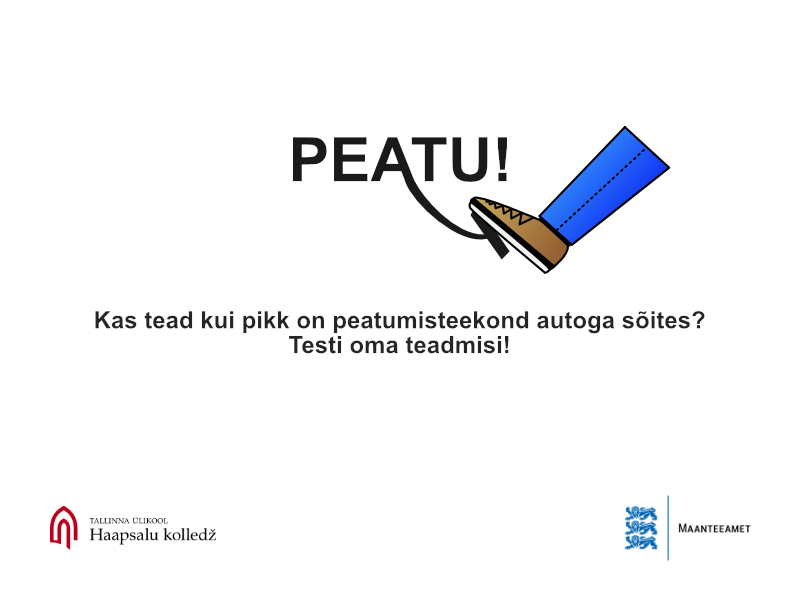 PEATU!
Kas tead kui pikk on peatumisteekond autoga sõites?
Testi oma teadmisi!
TALLINNA ÜLIKOOL
Haapsalu kolledž
MAANTEEAMET